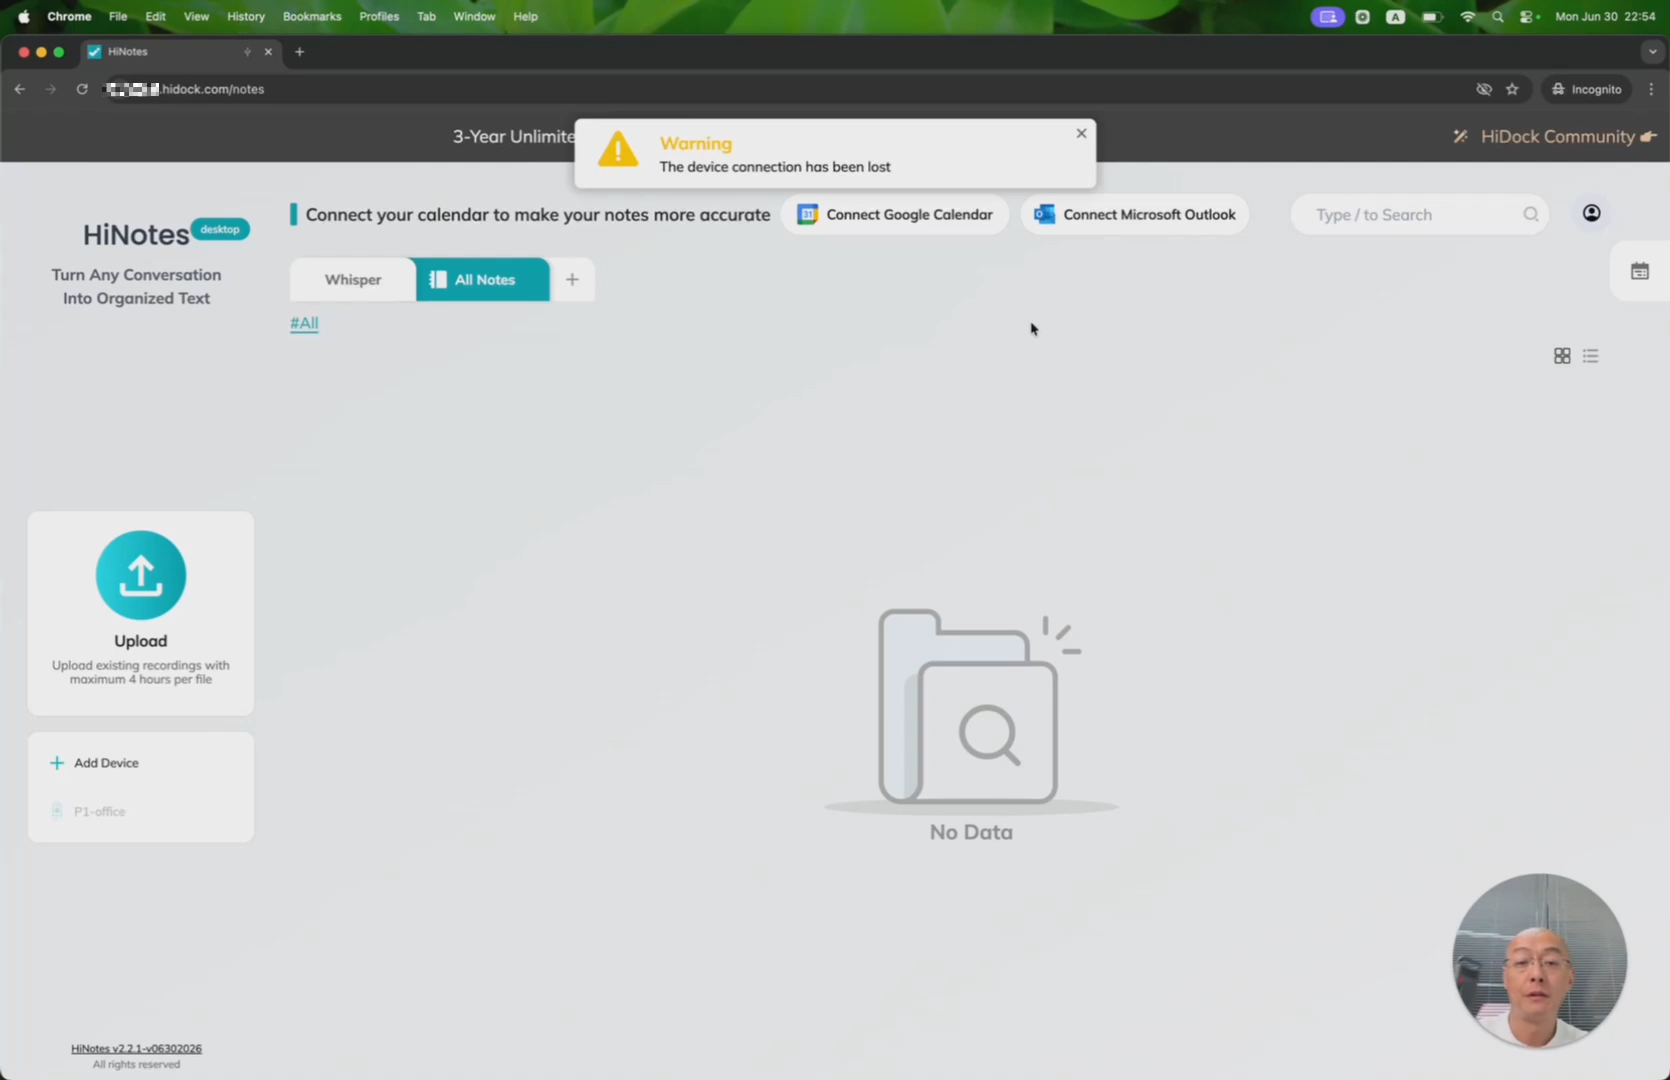 Chrome File Edit View History Bookmarks Profiles Tab Window Help
A
Mon Jun 30 22:54
HiNotes
.hidock.com/notes
Incognito
3-Year Unlimite
HiDock Community
Warning
The device connection has been lost
HiNotes desktop
Turn Any Conversation
Into Organized Text
Connect your calendar to make your notes more accurate
31
Connect Google Calendar
Connect Microsoft Outlook
Type / to Search
Whisper
All Notes
#All
Upload
Upload existing recordings with
maximum 4 hours per file
Add Device
P1-office
No Data
HiNotes v2.2.1-v06302026
All rights reserved